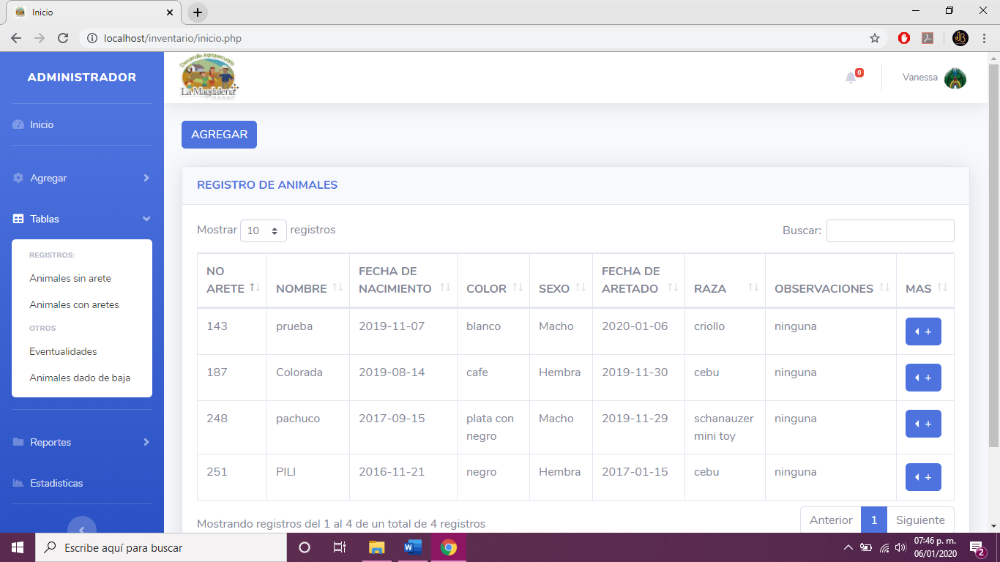 Inicio
localhost/inventario/inicio.php
ADMINISTRADOR
Inicio
Agregar
Tablas
REGISTROS:
Animales sin arete
Animales con aretes
OTROS
Eventualidades
Animales dado de baja
Reportes
Estadisticas
Desarrollo Agropecuario
La Magdalena
0
Vanessa
AGREGAR
REGISTRO DE ANIMALES
Mostrar 10 registros
Buscar:
NO ARETE NOMBRE FECHA DE NACIMIENTO COLOR SEXO FECHA DE ARETADO RAZA OBSERVACIONES MAS
143 prueba 2019-11-07 blanco Macho 2020-01-06 criollo ninguna +
187 Colorada 2019-08-14 cafe Hembra 2019-11-30 cebu ninguna +
248 pachuco 2017-09-15 plata con negro Macho 2019-11-29 schanauzer mini toy ninguna +
251 PILI 2016-11-21 negro Hembra 2017-01-15 cebu ninguna +
Mostrando registros del 1 al 4 de un total de 4 registros
Anterior 1 Siguiente
Escribe aquí para buscar
07:46 p. m.
06/01/2020
2